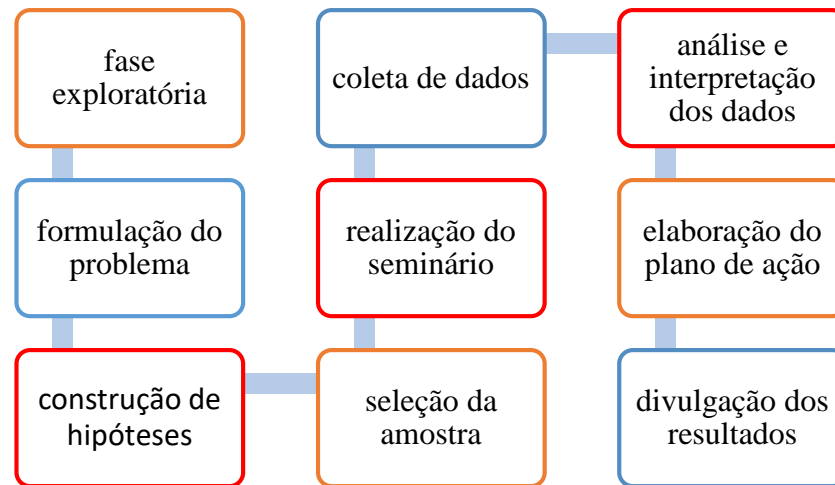 fase
exploratória
formulação do
problema
construção de
hipóteses
seleção da
amostra
realização do
seminário
coleta de dados
análise e
interpretação
dos dados
elaboração do
plano de ação
divulgação dos
resultados